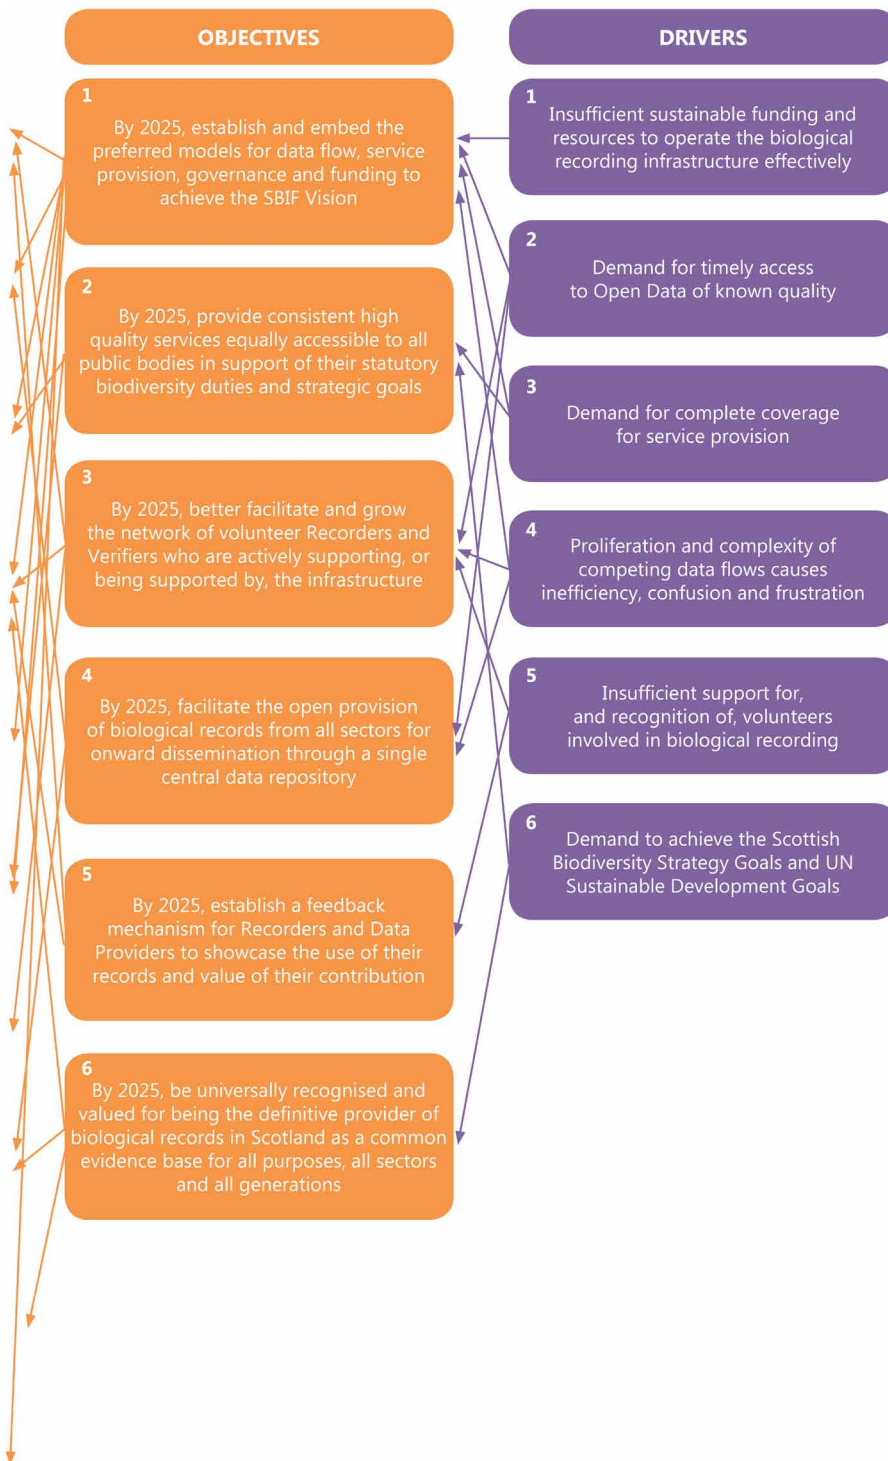 OBJECTIVES
1
By 2025, establish and embed the
preferred models for data flow, service
provision, governance and funding to
achieve the SBIF Vision
2
By 2025, provide consistent high
quality services equally accessible to all
public bodies in support of their statutory
biodiversity duties and strategic goals
3
By 2025, better facilitate and grow
the network of volunteer Recorders and
Verifiers who are actively supporting, or
being supported by, the infrastructure
4
By 2025, facilitate the open provision
of biological records from all sectors for
onward dissemination through a single
central data repository
5
By 2025, establish a feedback
mechanism for Recorders and Data
Providers to showcase the use of their
records and value of their contribution
6
By 2025, be universally recognised and
valued for being the definitive provider of
biological records in Scotland as a common
evidence base for all purposes, all sectors
and all generations
DRIVERS
1
Insufficient sustainable funding and
resources to operate the biological
recording infrastructure effectively
2
Demand for timely access
to Open Data of known quality
3
Demand for complete coverage
for service provision
4
Proliferation and complexity of
competing data flows causes
inefficiency, confusion and frustration
5
Insufficient support for,
and recognition of, volunteers
involved in biological recording
6
Demand to achieve the Scottish
Biodiversity Strategy Goals and UN
Sustainable Development Goals